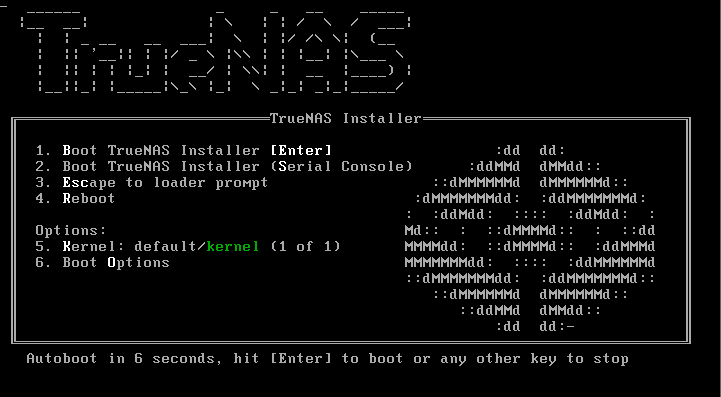 TrueNAS
TrueNAS Installer
1. Boot TrueNAS Installer [Enter]
2. Boot TrueNAS Installer (Serial Console)
3. Escape to loader prompt
4. Reboot
Options:
5. Kernel: default/kernel (1 of 1)
6. Boot Options
Autoboot in 6 seconds, hit [Enter] to boot or any other key to stop